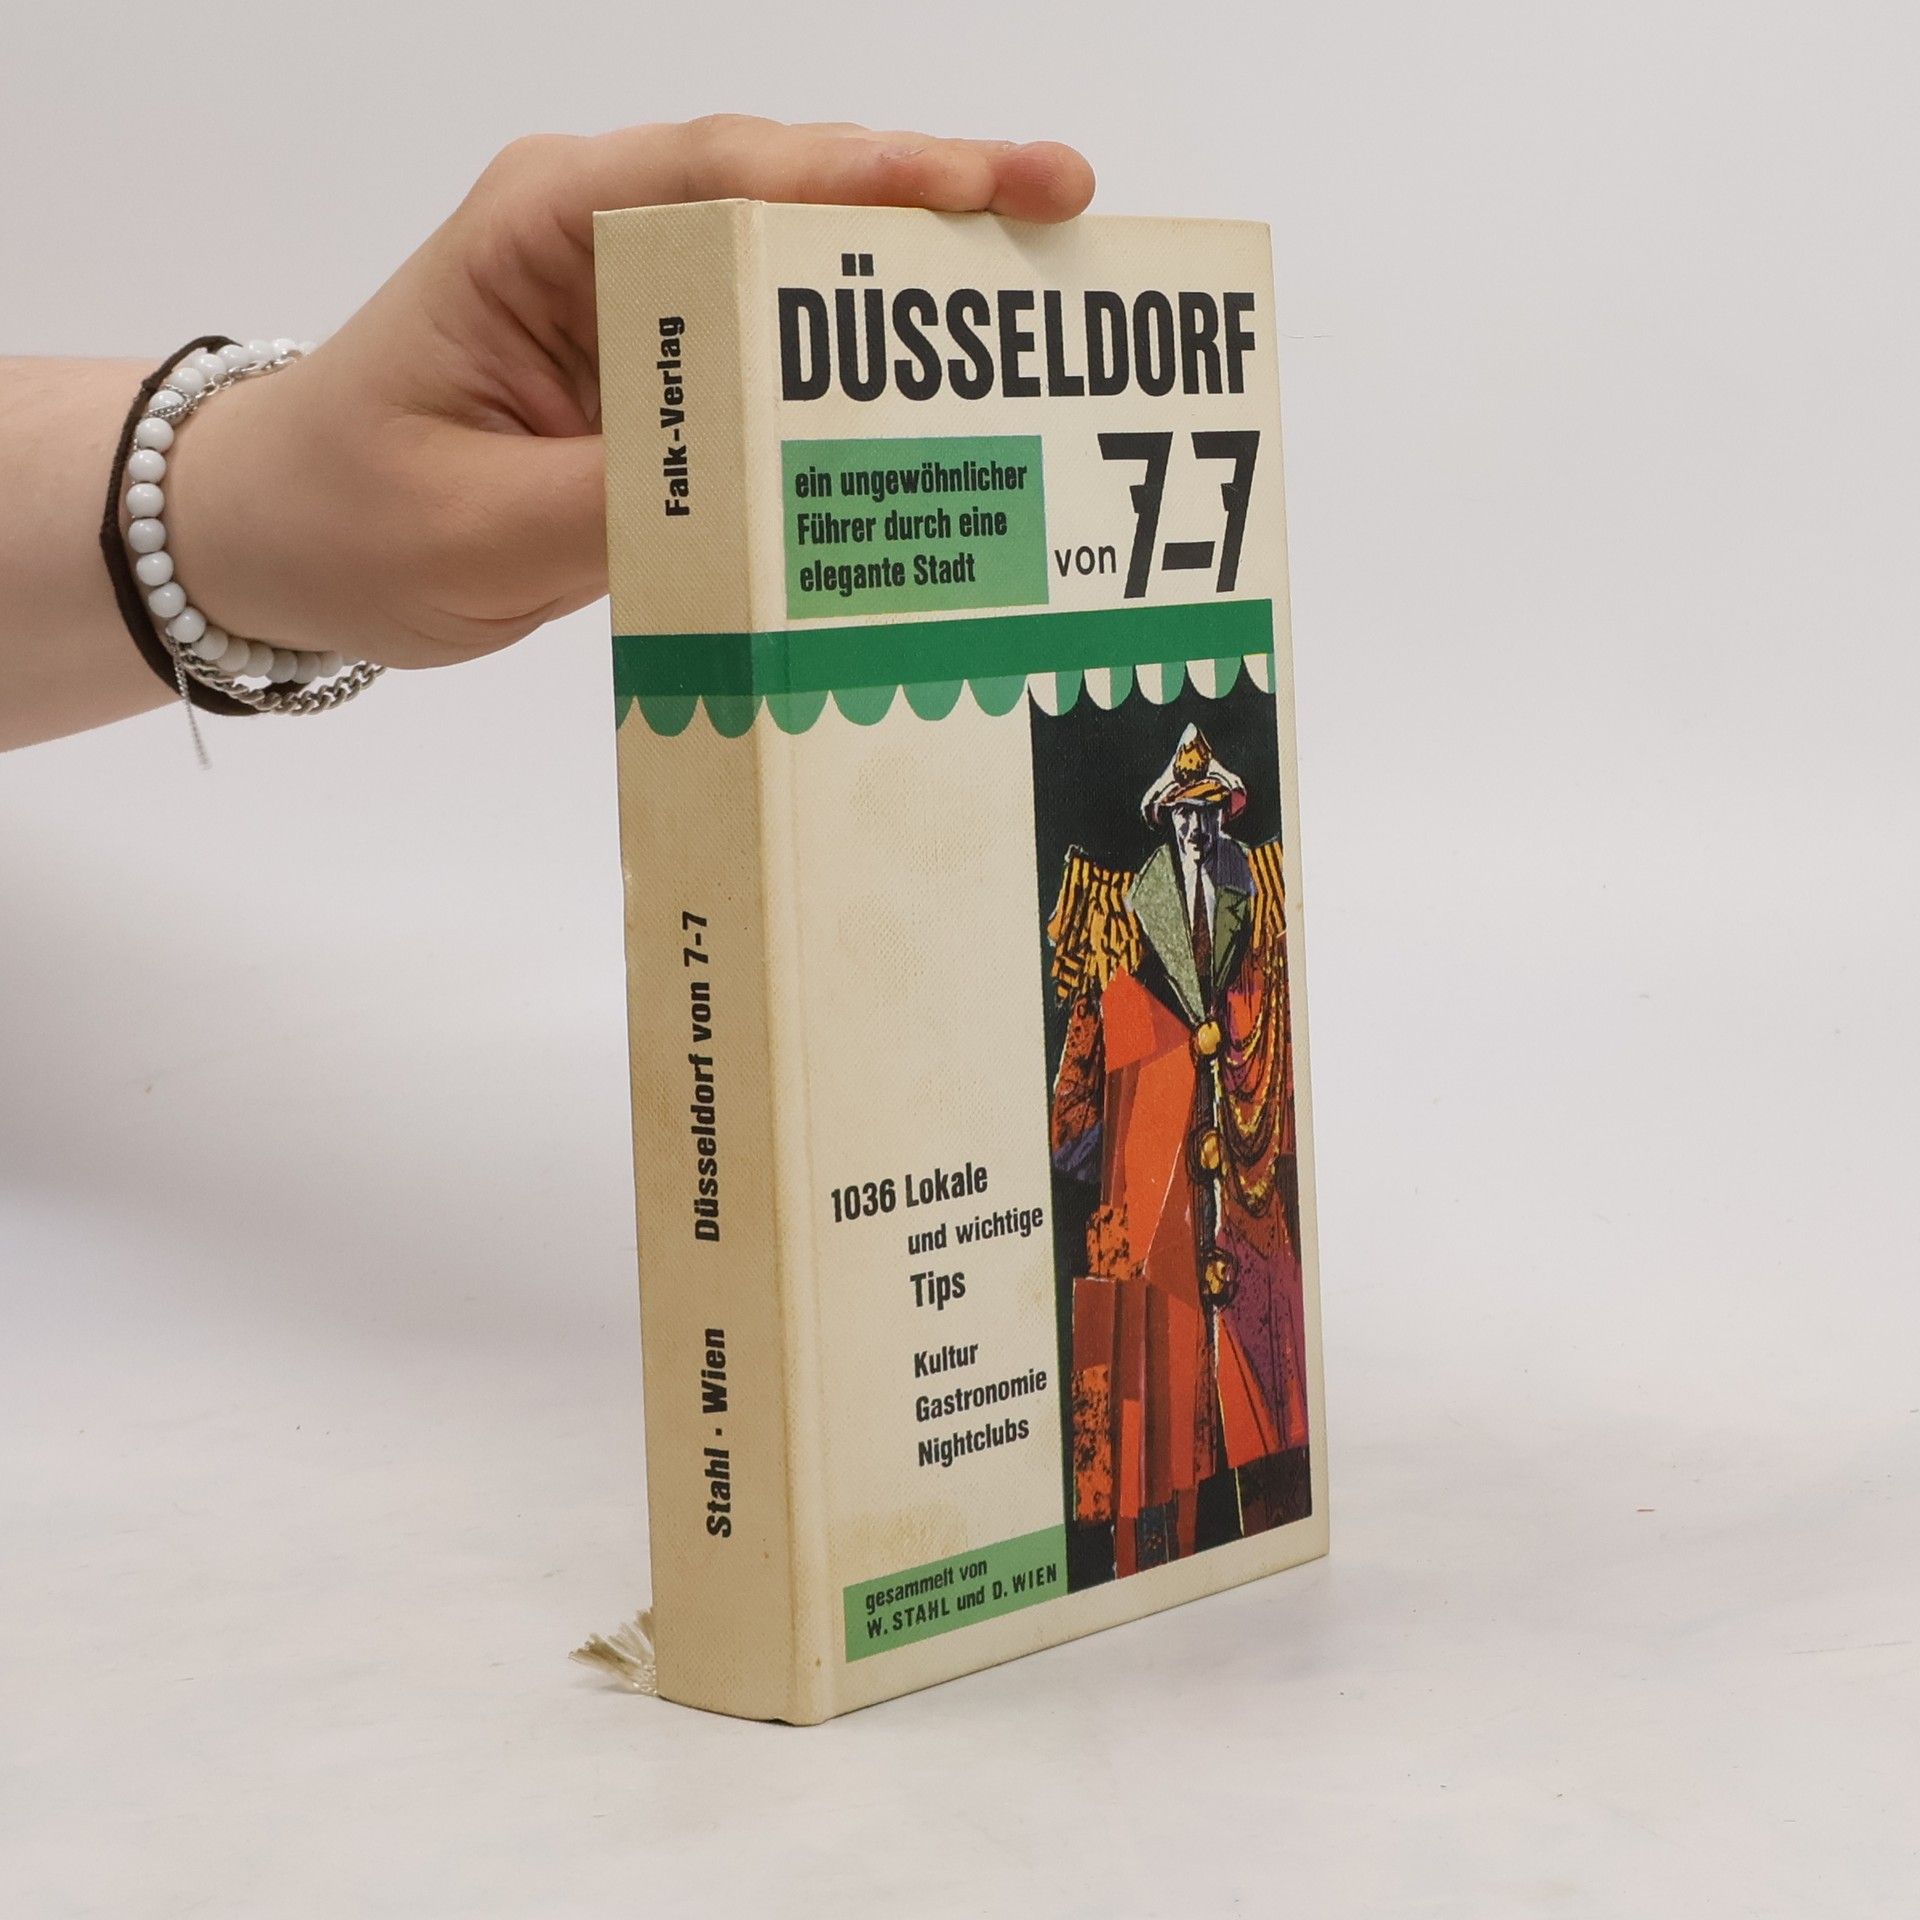 Falk-Verlag
Düsseldorf von 7-7
Stahl · Wien
DÜSSELDORF
ein ungewöhnlicher
Führer durch eine
elegante Stadt
von 7-7
1036 Lokale
und wichtige
Tips
Kultur
Gastronomie
Nightclubs
gesammelt von
W. STAHL und D. WIEN